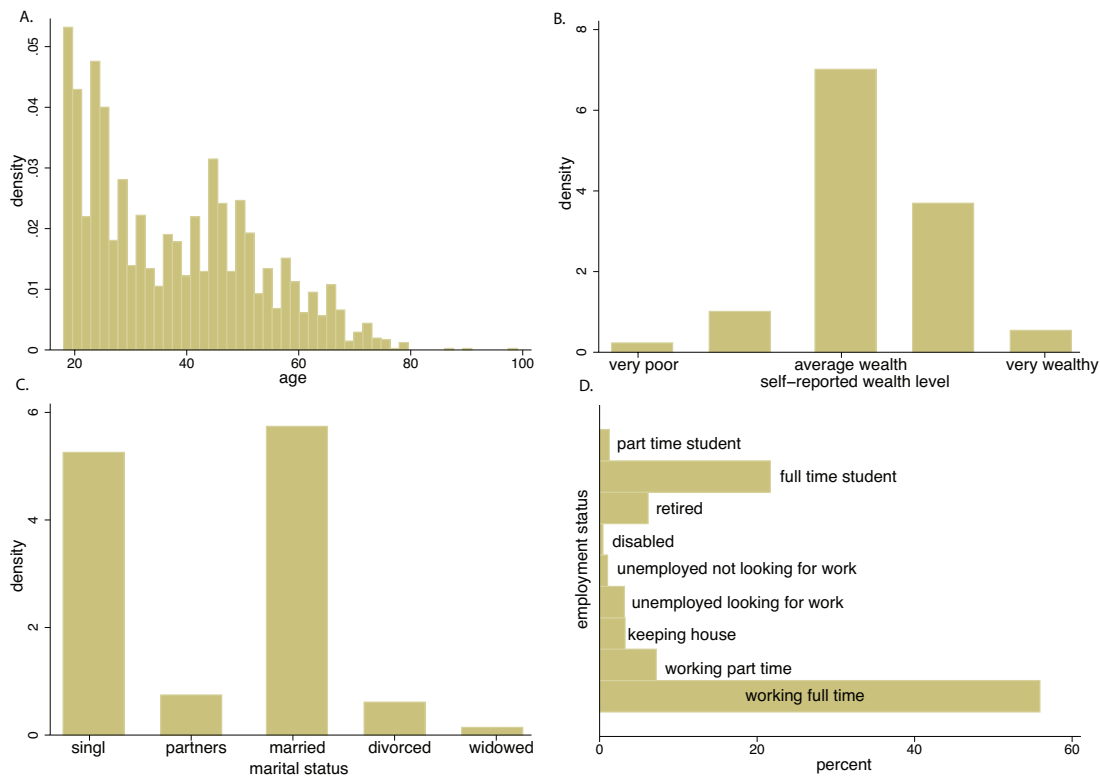 A.
density
.05
.04
.03
.02
.01
0
20
40
60
80
100
age
B.
density
8
6
4
2
0
very poor
average wealth
very wealthy
self-reported wealth level
C.
density
6
4
2
0
singl
partners
married
divorced
widowed
marital status
D.
employment status
part time student
full time student
retired
disabled
unemployed not looking for work
unemployed looking for work
keeping house
working part time
working full time
0
20
40
60
percent